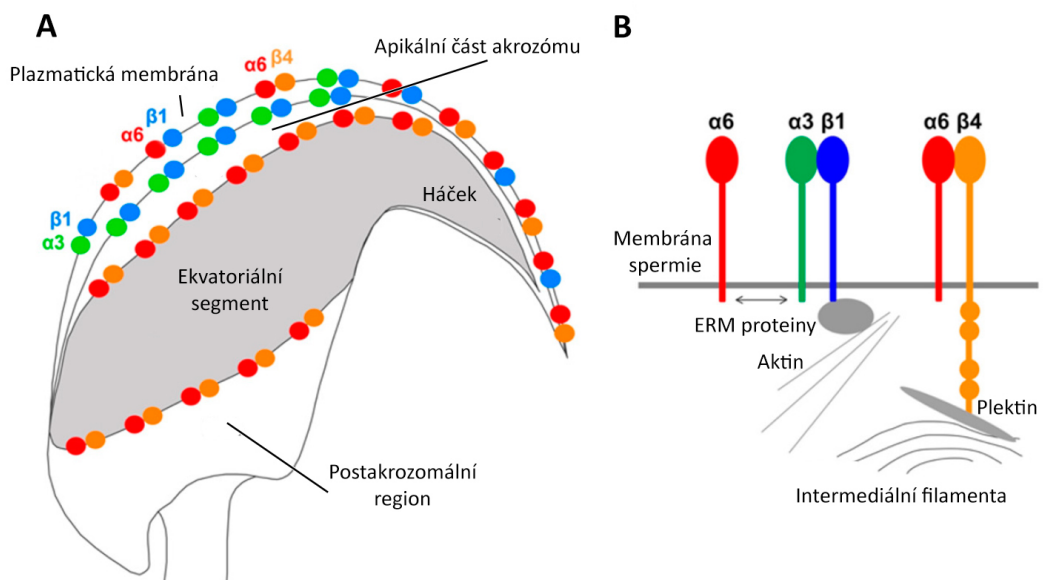 A
Apikální část akrozómu
Plazmatická membrána
α6 β4
β1
α6
β1
α3
Háček
Ekvatoriální
segment
Postakrozomální
region
B
α6 α3 β1 α6 β4
Membrána
spermie
ERM proteiny
Aktin
Plektin
Intermediální filamenta